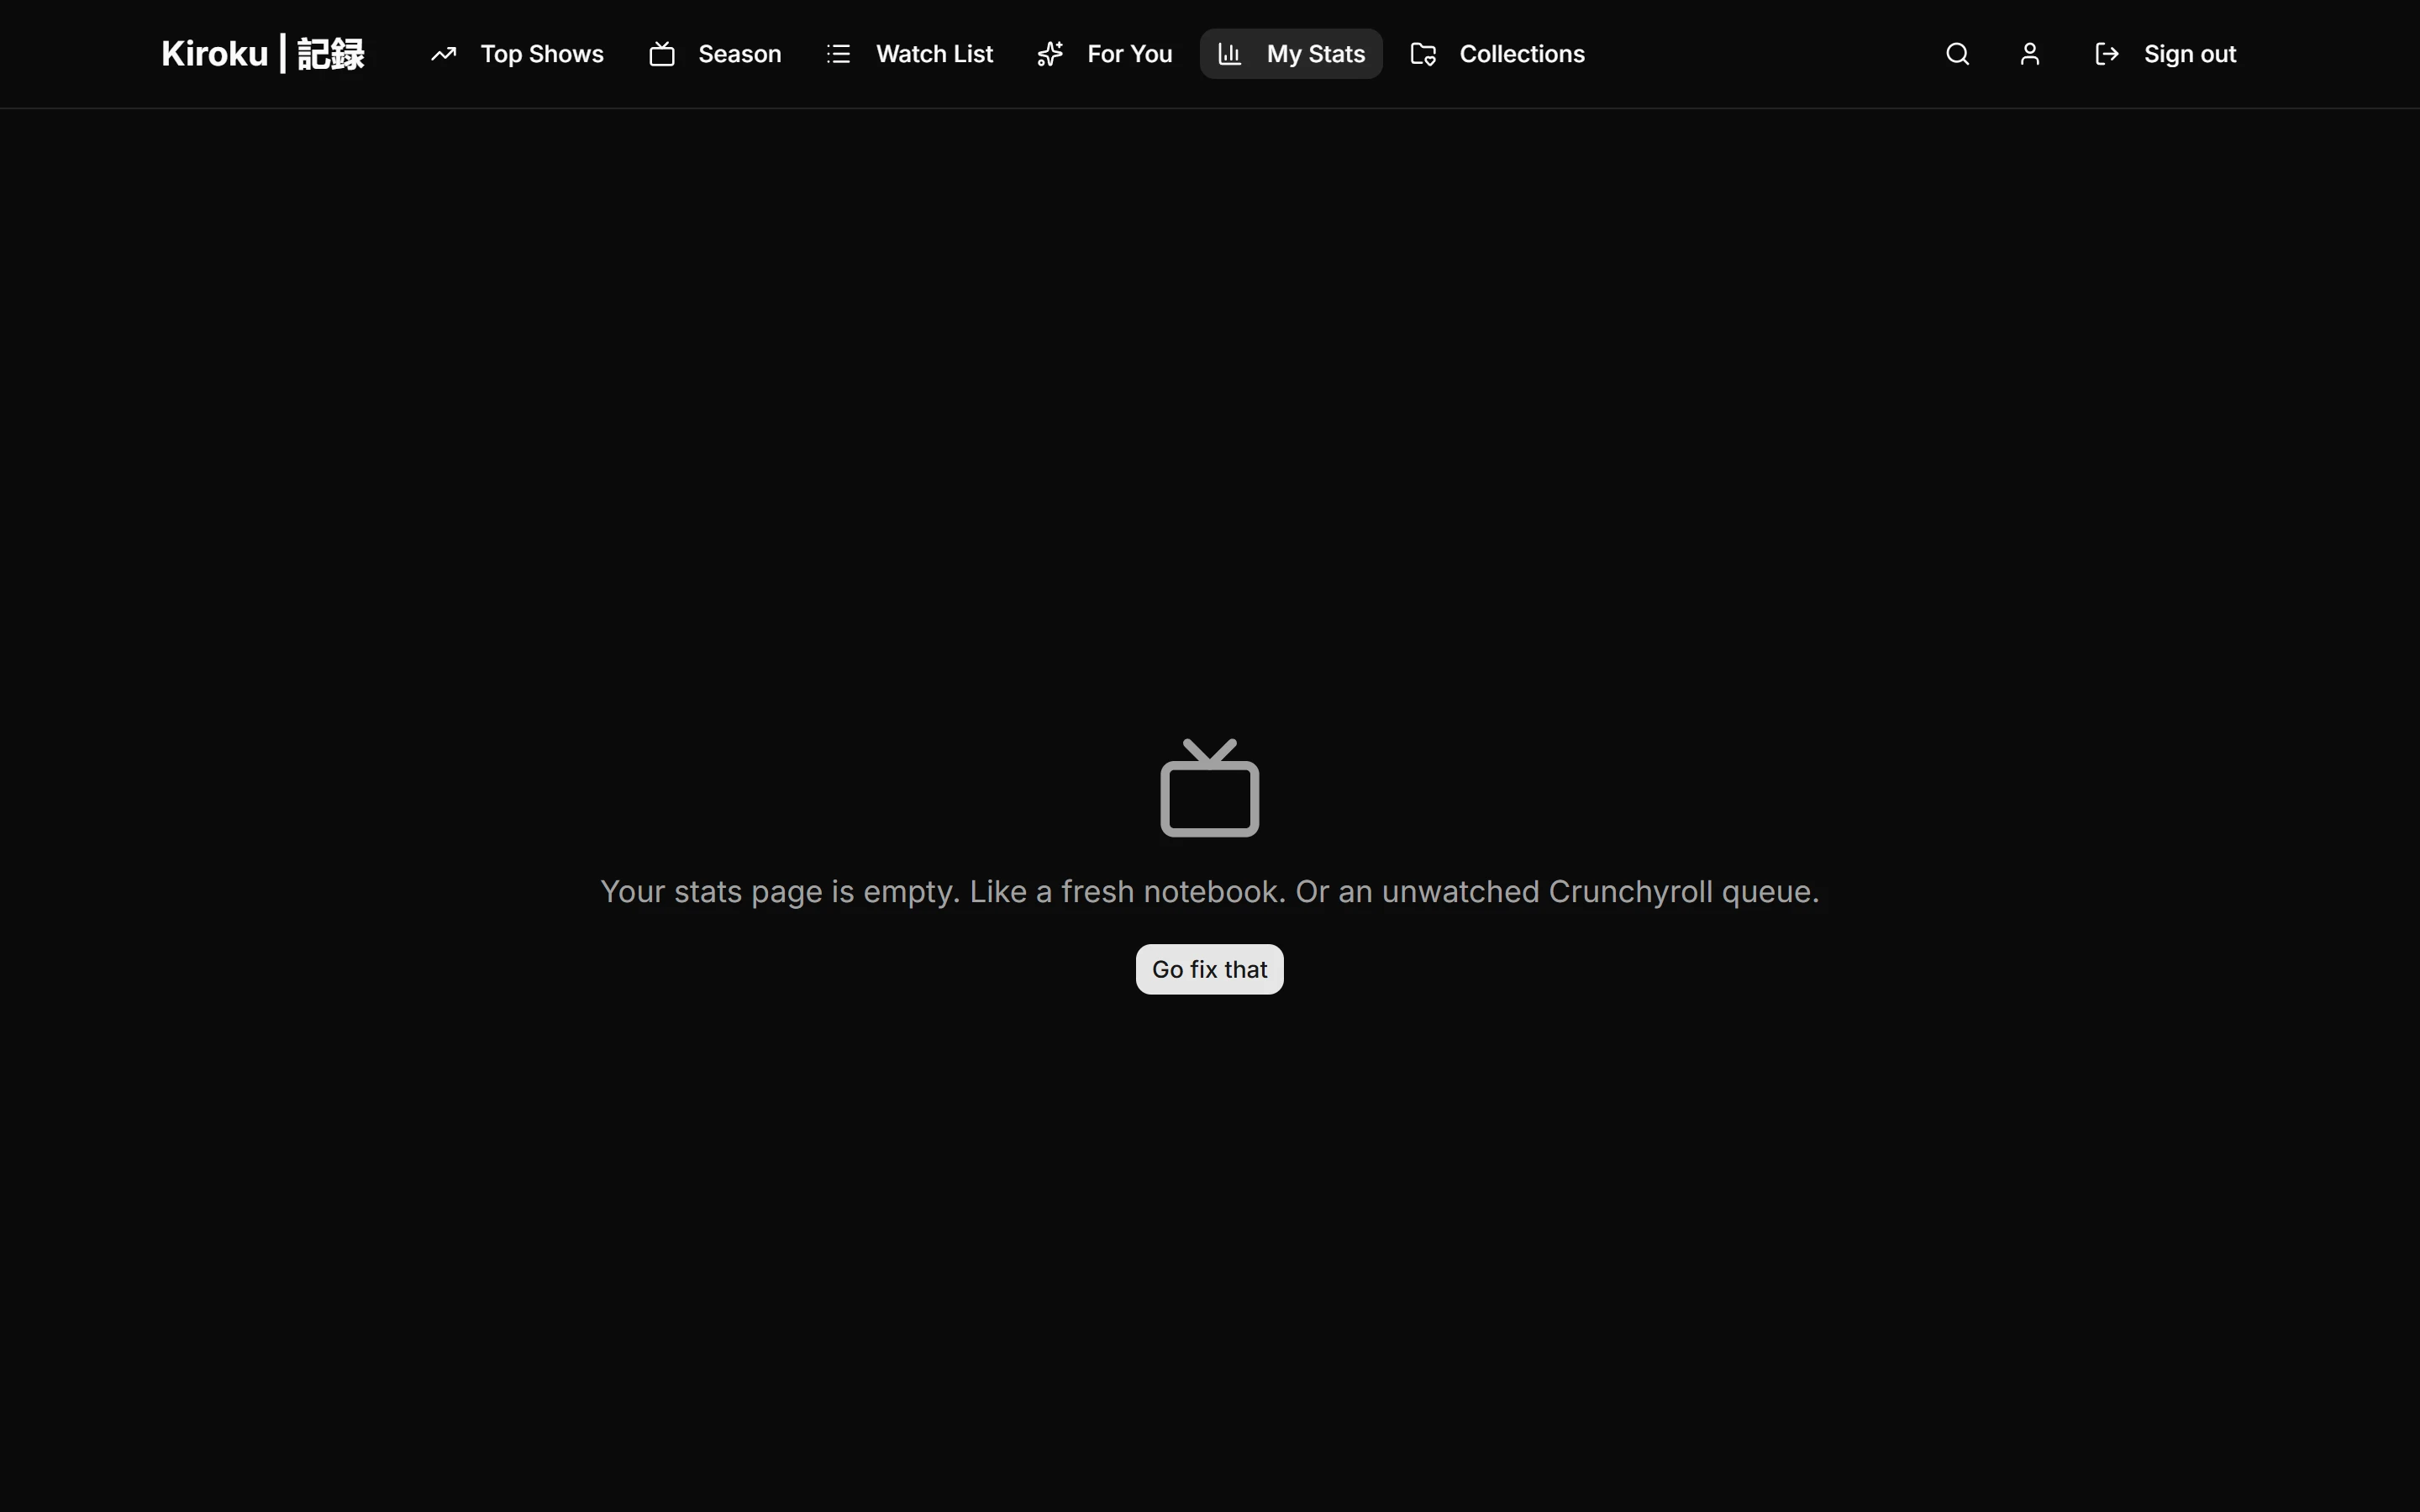 Kiroku | 記録
Top Shows
Season
Watch List
For You
My Stats
Collections
Sign out
Your stats page is empty. Like a fresh notebook. Or an unwatched Crunchyroll queue.
Go fix that